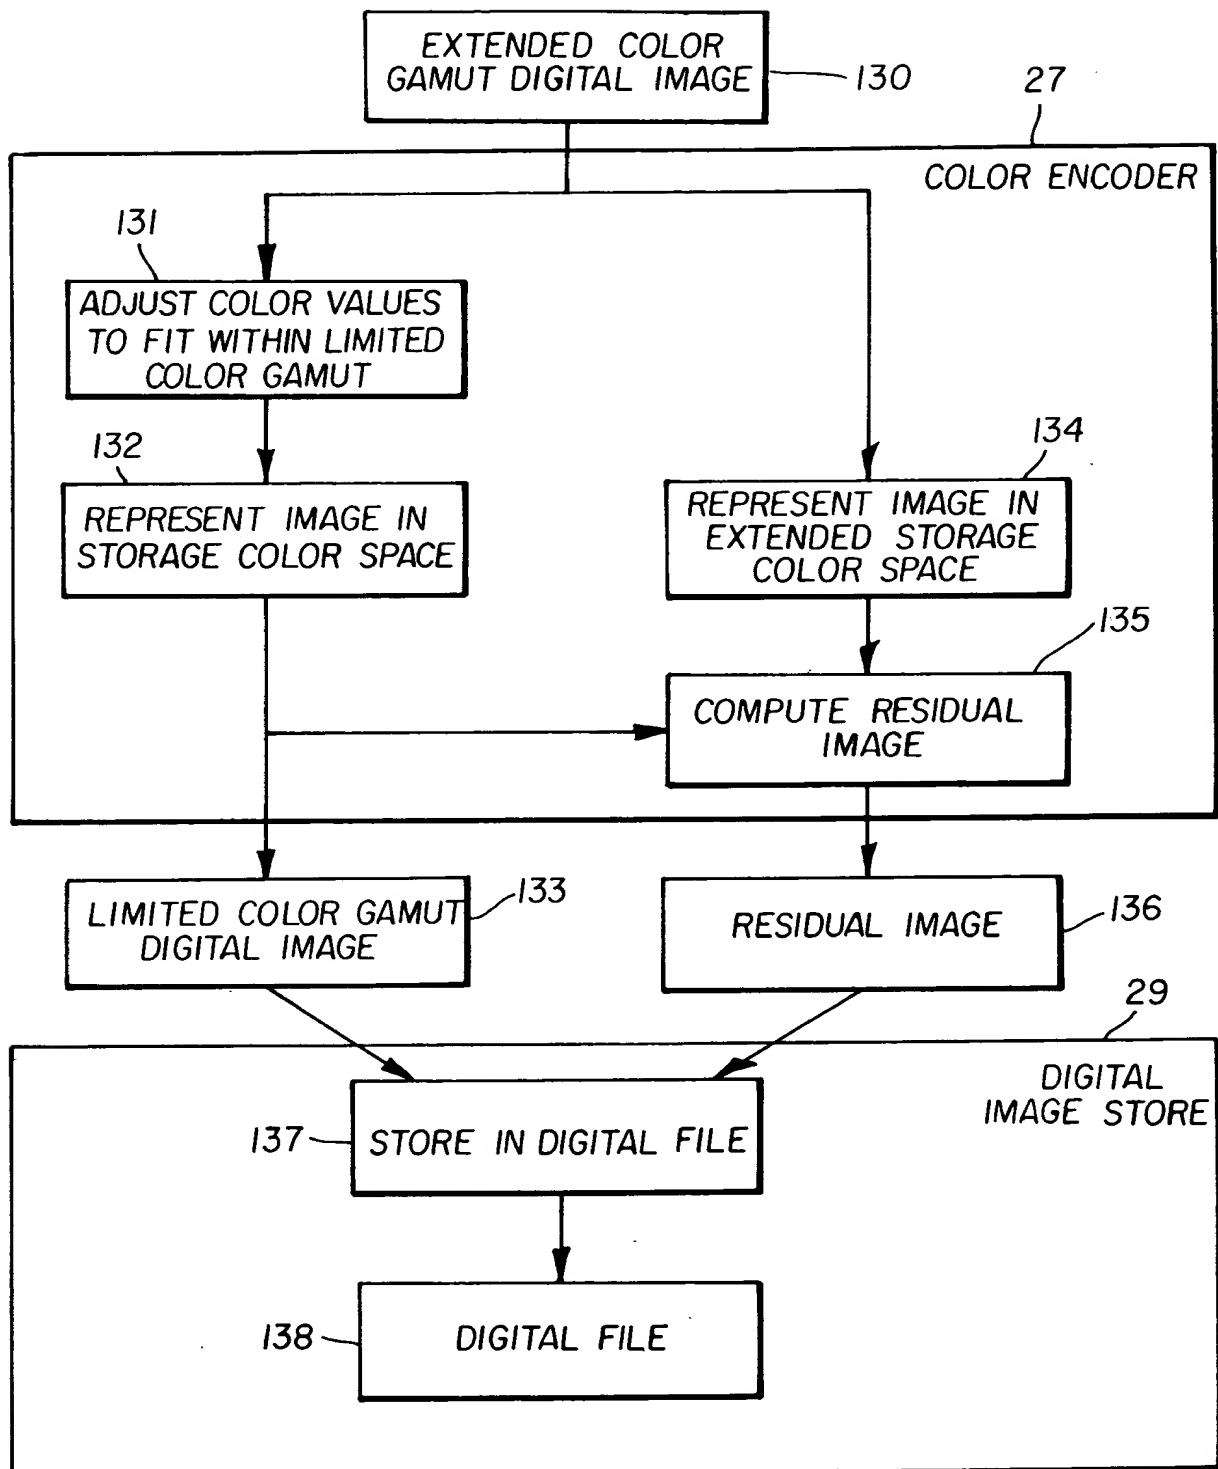 EXTENDED COLOR
GAMUT DIGITAL IMAGE
130
27
COLOR ENCODER
131
ADJUST COLOR VALUES
TO FIT WITHIN LIMITED
COLOR GAMUT
132
REPRESENT IMAGE IN
STORAGE COLOR SPACE
134
REPRESENT IMAGE IN
EXTENDED STORAGE
COLOR SPACE
135
COMPUTE RESIDUAL
IMAGE
LIMITED COLOR GAMUT
DIGITAL IMAGE
133
RESIDUAL IMAGE
136
29
DIGITAL
IMAGE STORE
137
STORE IN DIGITAL FILE
138
DIGITAL FILE